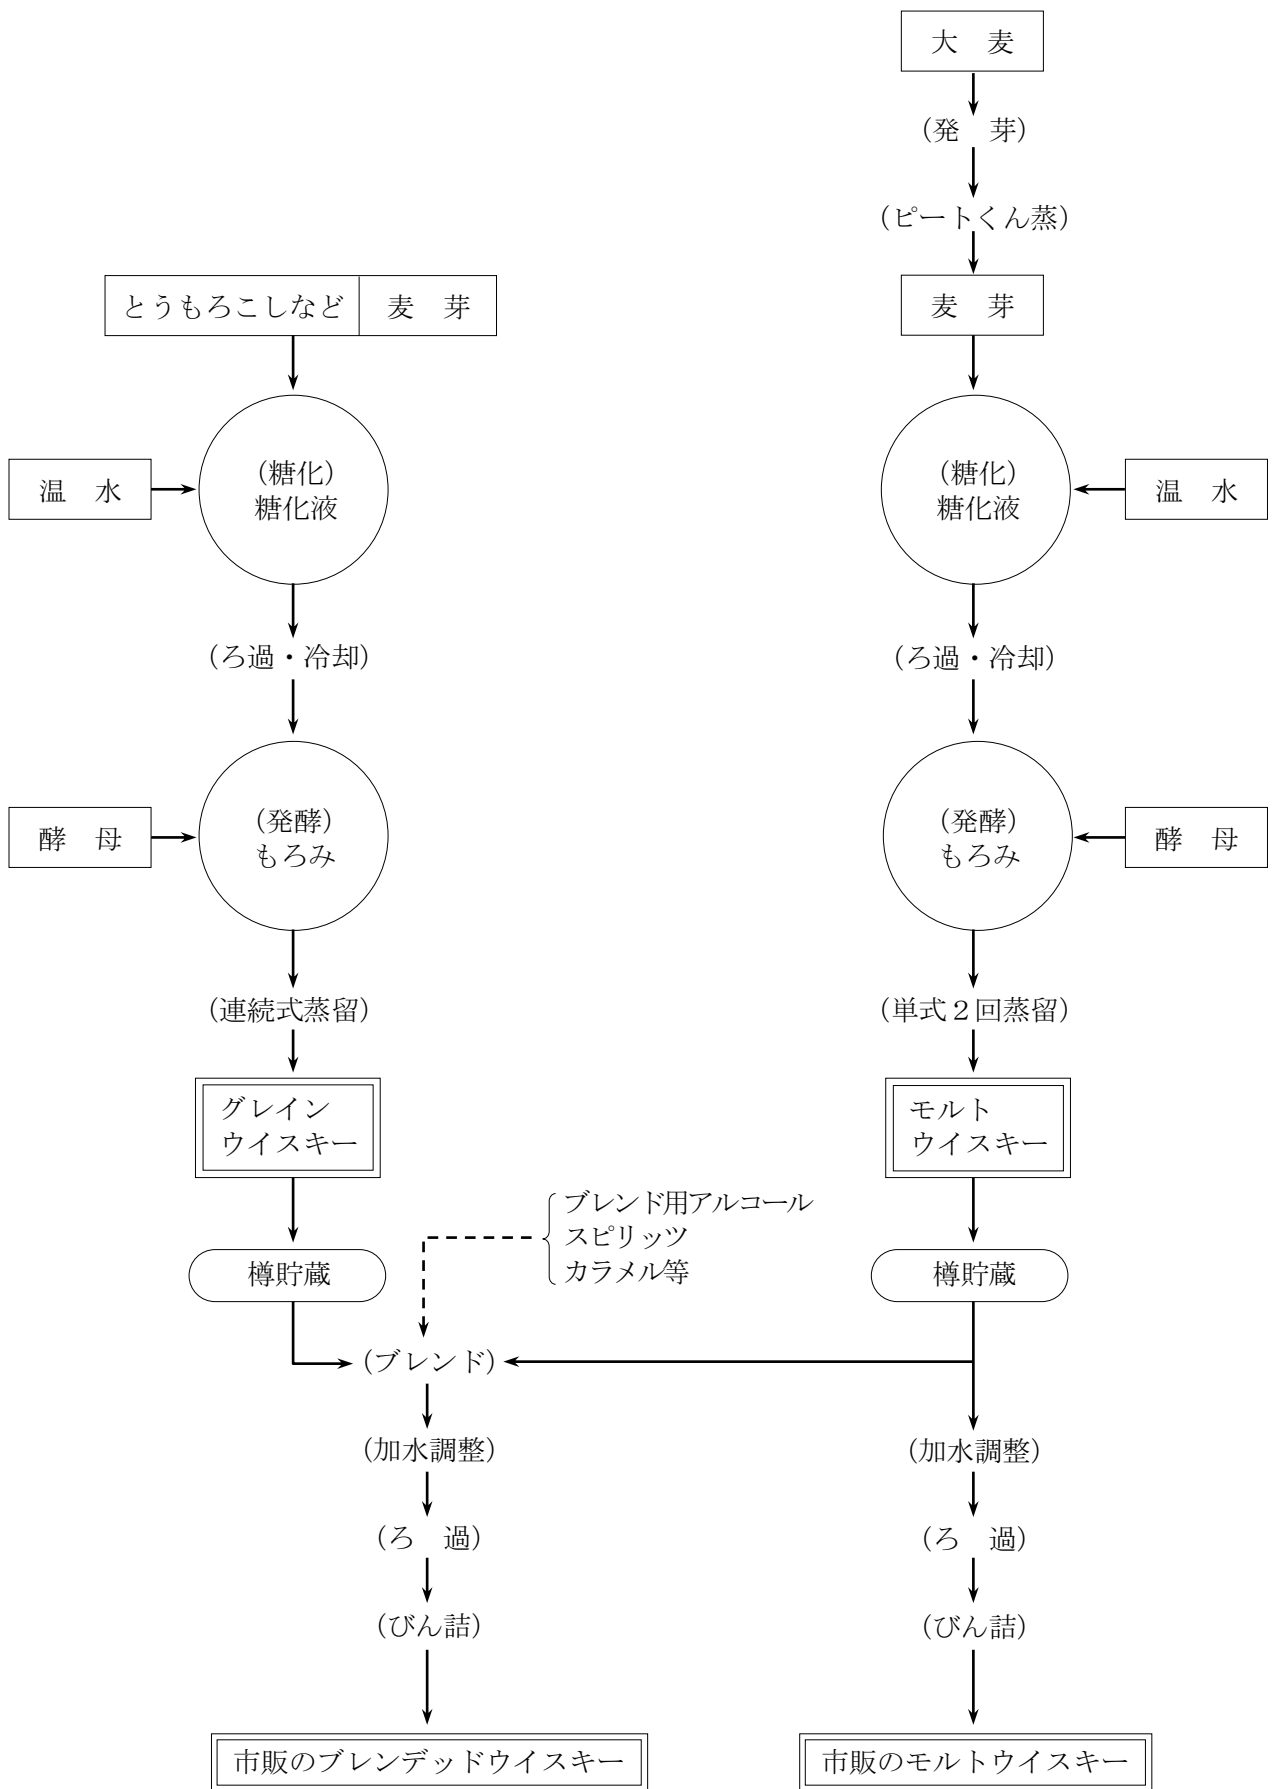 大　麦
（発　芽）
（ピートくん蒸）
とうもろこしなど　麦　芽
麦　芽
温　水
（糖化）
糖化液
（糖化）
糖化液
温　水
（ろ過・冷却）
（ろ過・冷却）
酵　母
（発酵）
もろみ
（発酵）
もろみ
酵　母
（連続式蒸留）
（単式２回蒸留）
グレイン
ウイスキー
モルト
ウイスキー
ブレンド用アルコール
スピリッツ
カラメル等
樽貯蔵
樽貯蔵
（ブレンド）
（加水調整）
（加水調整）
（ろ　過）
（ろ　過）
（びん詰）
（びん詰）
市販のブレンデッドウイスキー
市販のモルトウイスキー